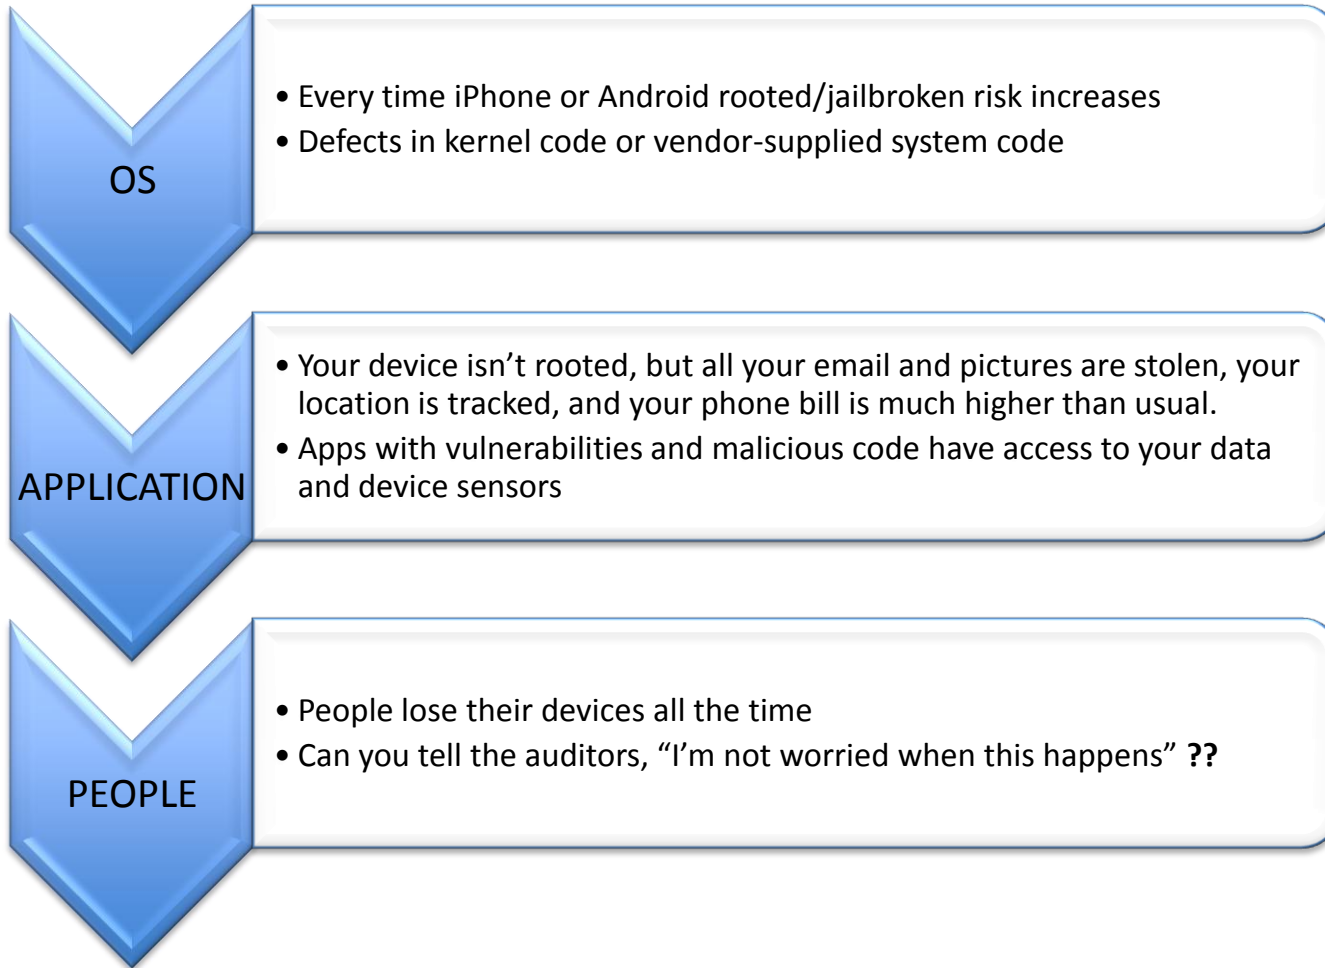 OS
• Every time iPhone or Android rooted/jailbroken risk increases
• Defects in kernel code or vendor-supplied system code
APPLICATION
• Your device isn’t rooted, but all your email and pictures are stolen, your
location is tracked, and your phone bill is much higher than usual.
• Apps with vulnerabilities and malicious code have access to your data
and device sensors
PEOPLE
• People lose their devices all the time
• Can you tell the auditors, “I’m not worried when this happens” ??